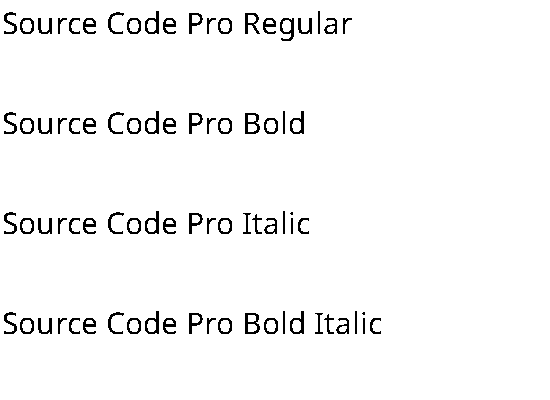 Source Code Pro Regular
Source Code Pro Bold
Source Code Pro Italic
Source Code Pro Bold Italic